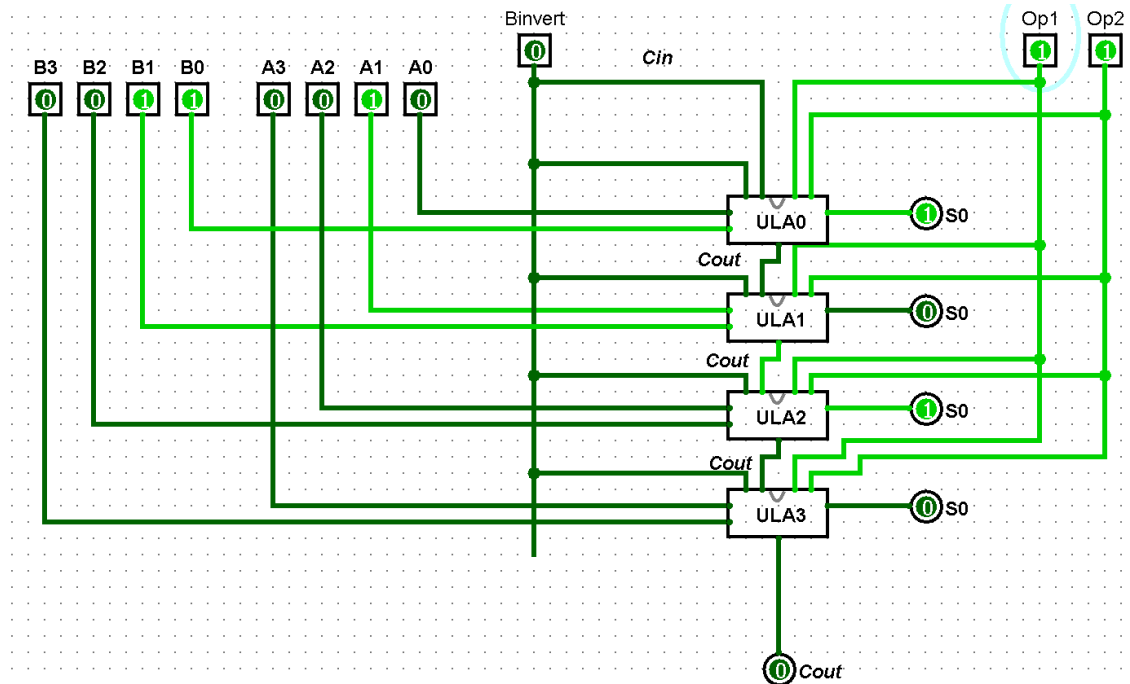 Binvert
Op1 Op2
0
1 1
Cin
B3 B2 B1 B0 A3 A2 A1 A0
0 0 1 1 0 0 1 0
ULA0
1 S0
Cout
ULA1
0 S0
Cout
ULA2
1 S0
Cout
ULA3
0 S0
0 Cout